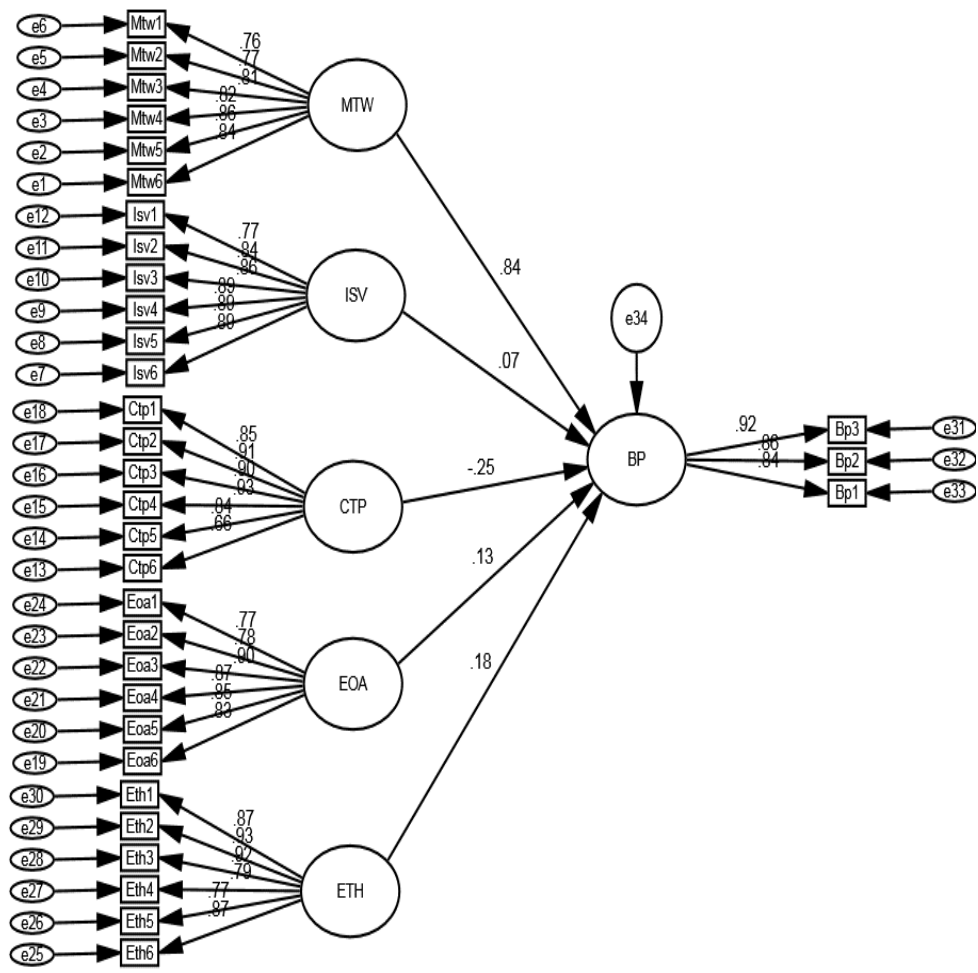 e6 Mtw1
.76
e5 Mtw2
.77
.81
e4 Mtw3
.82
MTW
e3 Mtw4
.86
e2 Mtw5
.84
e1 Mtw6
e12 Isv1
.77
e11 Isv2
.84
.86
e10 Isv3
.89
ISV
e9 Isv4
e8 Isv5
.89
e7 Isv6
.84
e34
.07
e18 Ctp1
.85
e17 Ctp2
.91
.90
e16 Ctp3
.93
CTP
e15 Ctp4
e14 Ctp5
.66
e13 Ctp6
-.25
BP
.92
Bp3 e31
Bp2 e32
.84
Bp1 e33
e24 Eoa1
.77
e23 Eoa2
.78
.90
e22 Eoa3
.87
EOA
e21 Eoa4
.85
e20 Eoa5
.83
e19 Eoa6
.13
.18
e30 Eth1
.87
e29 Eth2
.93
.92
e28 Eth3
.79
ETH
e27 Eth4
.77
e26 Eth5
.87
e25 Eth6